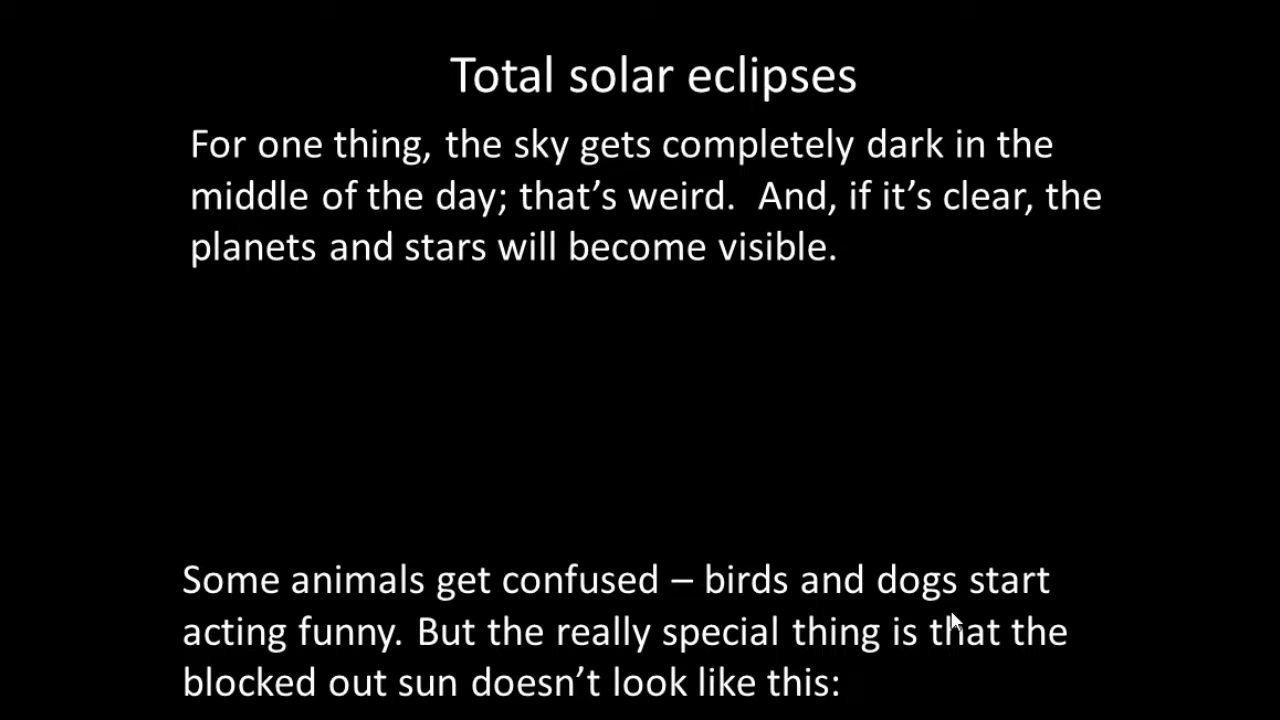 Total solar eclipses
For one thing, the sky gets completely dark in the
middle of the day; that’s weird.  And, if it’s clear, the
planets and stars will become visible.
Some animals get confused – birds and dogs start
acting funny. But the really special thing is that the
blocked out sun doesn’t look like this: